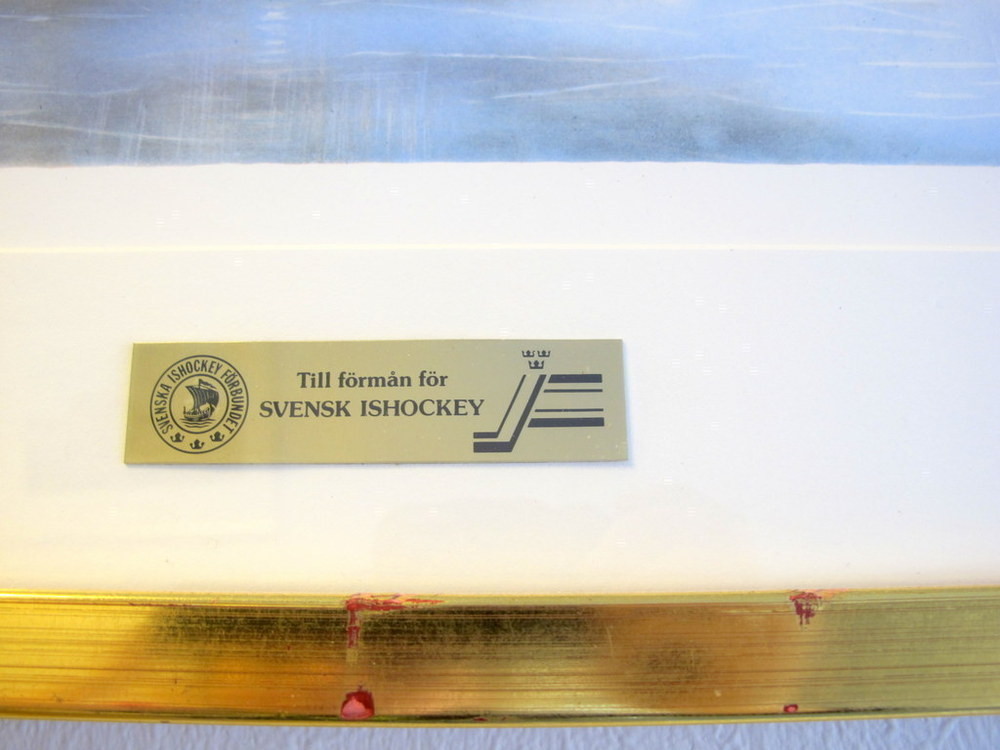 SVENSKA ISHOCKEY FÖRBUNDET
Till förmån för
SVENSK ISHOCKEY